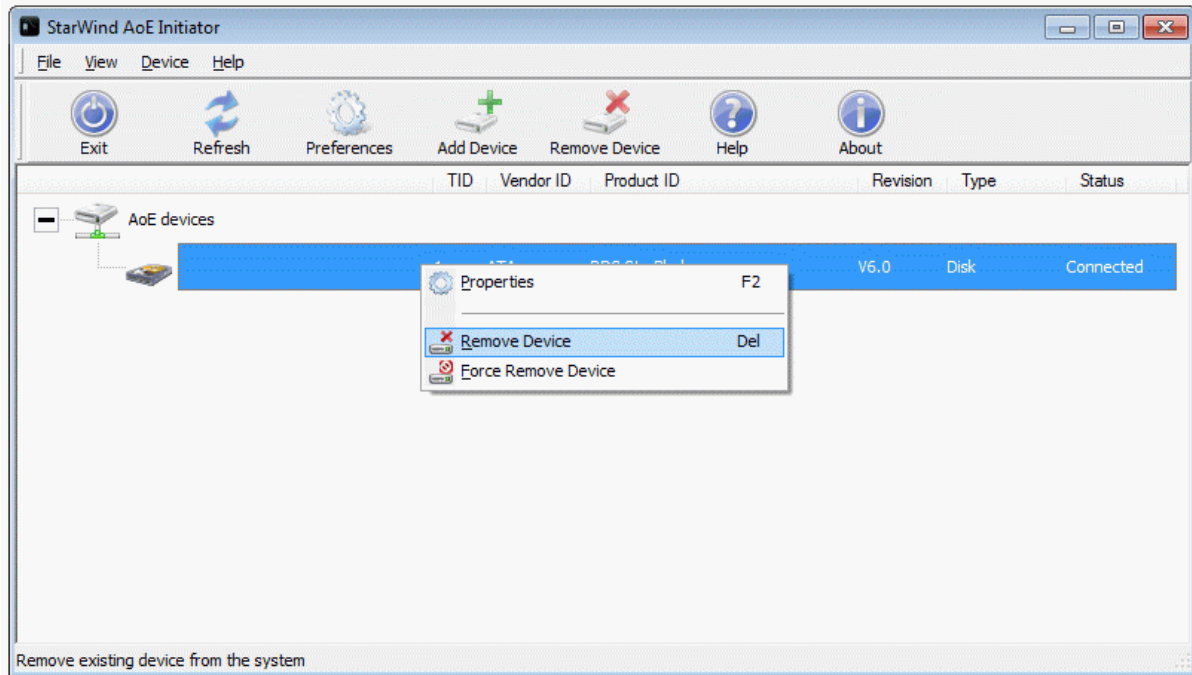 StarWind AoE Initiator
File View Device Help
Exit Refresh Preferences Add Device Remove Device Help About
TID Vendor ID Product ID Revision Type Status
AoE devices
V6.0 Disk Connected
Properties F2
Remove Device Del
Force Remove Device
Remove existing device from the system